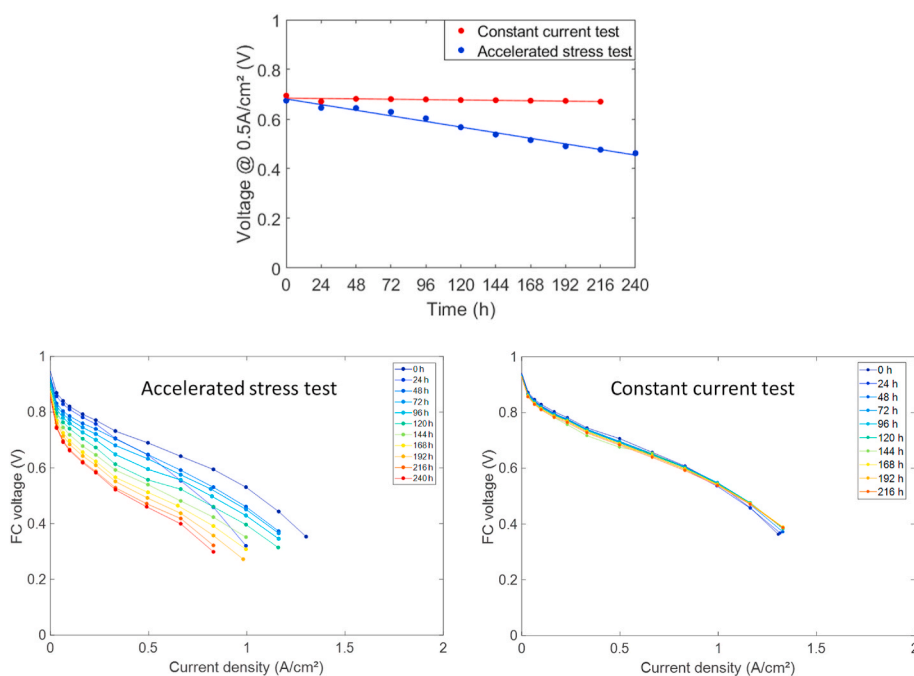 Voltage @ 0.5A/cm² (V)
1
0.8
0.6
0.4
0.2
0
Constant current test
Accelerated stress test
0 24 48 72 96 120 144 168 192 216 240
Time (h)
FC voltage (V)
1
0.8
0.6
0.4
0.2
0
Accelerated stress test
0 h
24 h
48 h
72 h
96 h
120 h
144 h
168 h
192 h
216 h
240 h
0 0.5 1 1.5 2
Current density (A/cm²)
FC voltage (V)
1
0.8
0.6
0.4
0.2
0
Constant current test
0 h
24 h
48 h
72 h
96 h
120 h
144 h
168 h
192 h
216 h
0 0.5 1 1.5 2
Current density (A/cm²)